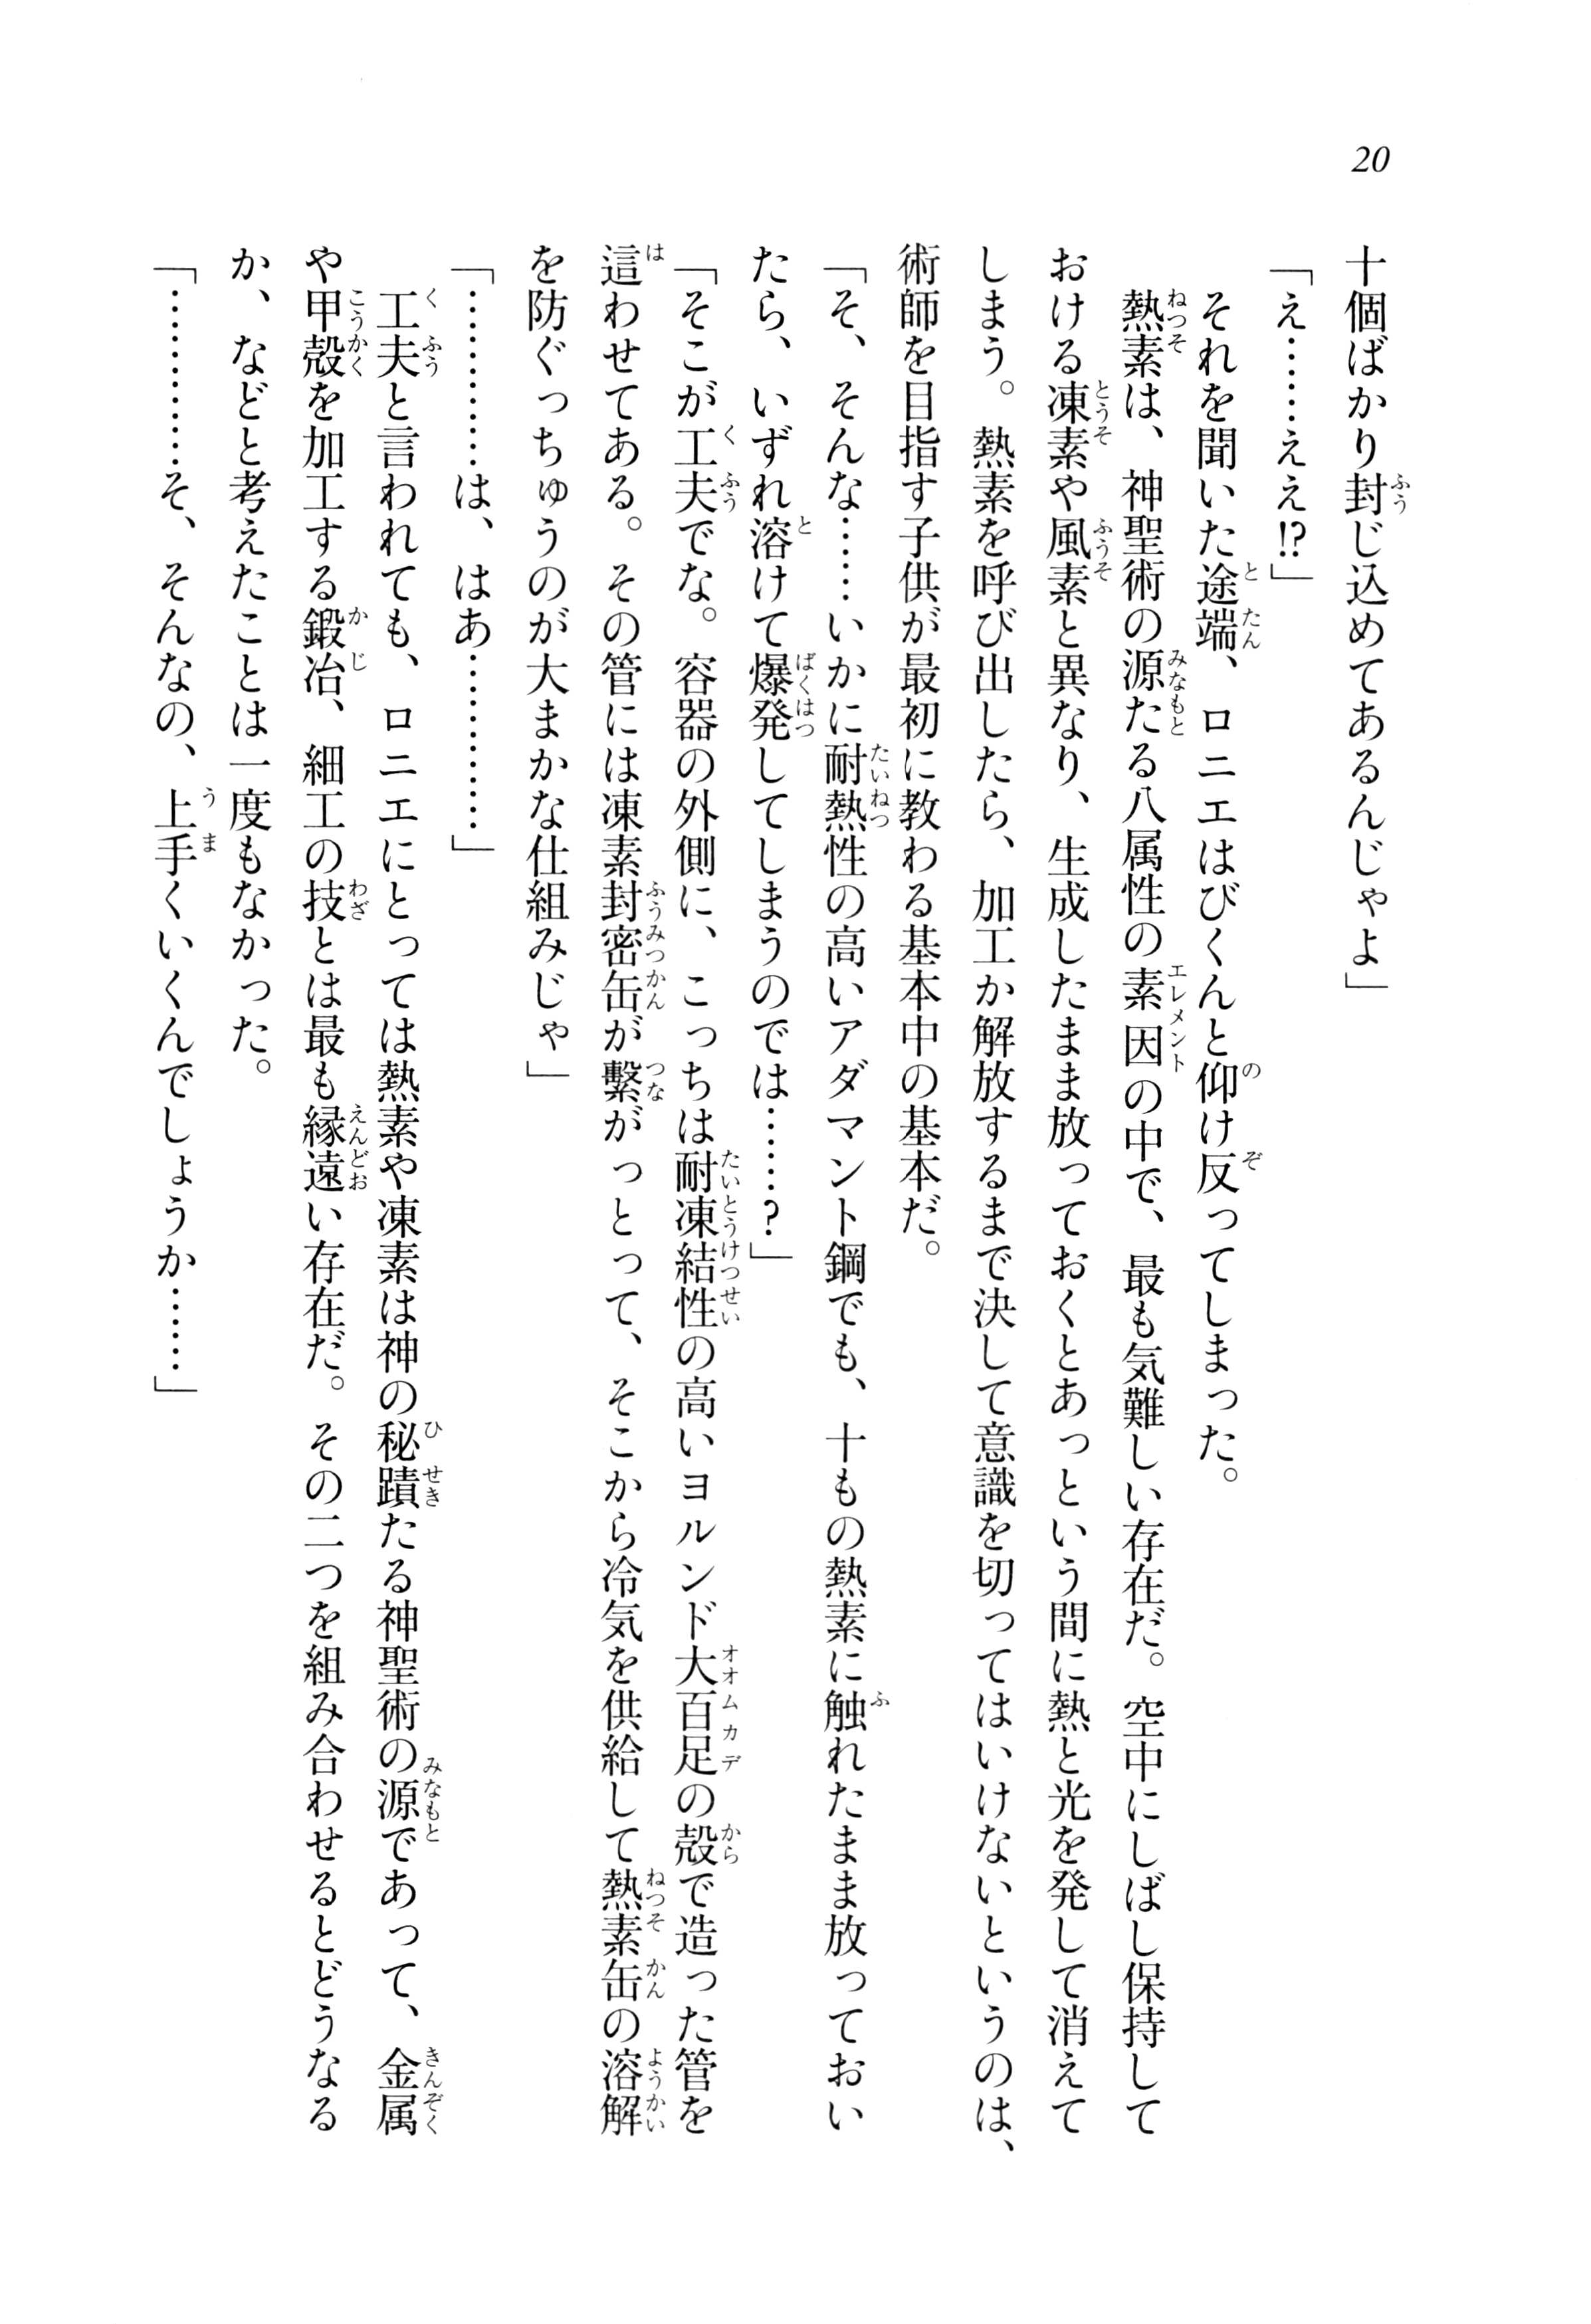 20
十個ばかり封じ込めてあるんじゃよ」
「え……ええ!?」
　それを聞いた途端、ロニエはびくんと仰け反ってしまった。
　熱素は、神聖術の源たる八属性の素因の中で、最も気難しい存在だ。空中にしばし保持して
おける凍素や風素と異なり、生成したまま放っておくとあっという間に熱と光を発して消えて
しまう。熱素を呼び出したら、加工か解放するまで決して意識を切ってはいけないというのは、
術師を目指す子供が最初に教わる基本中の基本だ。
「そ、そんな……いかに耐熱性の高いアダマント鋼でも、十もの熱素に触れたまま放っておい
たら、いずれ溶けて爆発してしまうのでは……?」
「そこが工夫でな。容器の外側に、こっちは耐凍結性の高いヨルンド大百足の殻で造った管を
這わせてある。その管には凍素封密缶が繋がっとって、そこから冷気を供給して熱素缶の溶解
を防ぐっちゅうのが大まかな仕組みじゃ」
「…………は、はあ…………」
　工夫と言われても、ロニエにとっては熱素や凍素は神の秘蹟たる神聖術の源であって、金属
や甲殻を加工する鍛冶、細工の技とは最も縁遠い存在だ。その二つを組み合わせるとどうなる
か、などと考えたことは一度もなかった。
「…………そ、そんなの、上手くいくんでしょうか……」